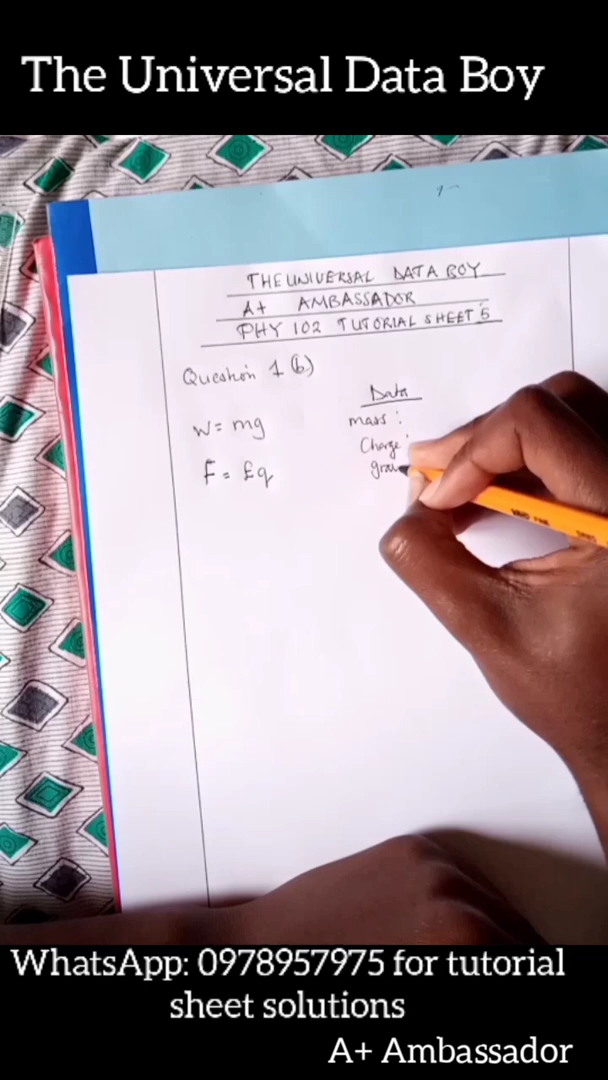 The Universal Data Boy
THE UNIVERSAL DATA BOY
A+ AMBASSADOR
PHY 102 TUTORIAL SHEET 5
Question 1 (b)
Data
W = mg
mass :
Charge :
F = Eq
WhatsApp: 0978957975 for tutorial
sheet solutions
A+ Ambassador